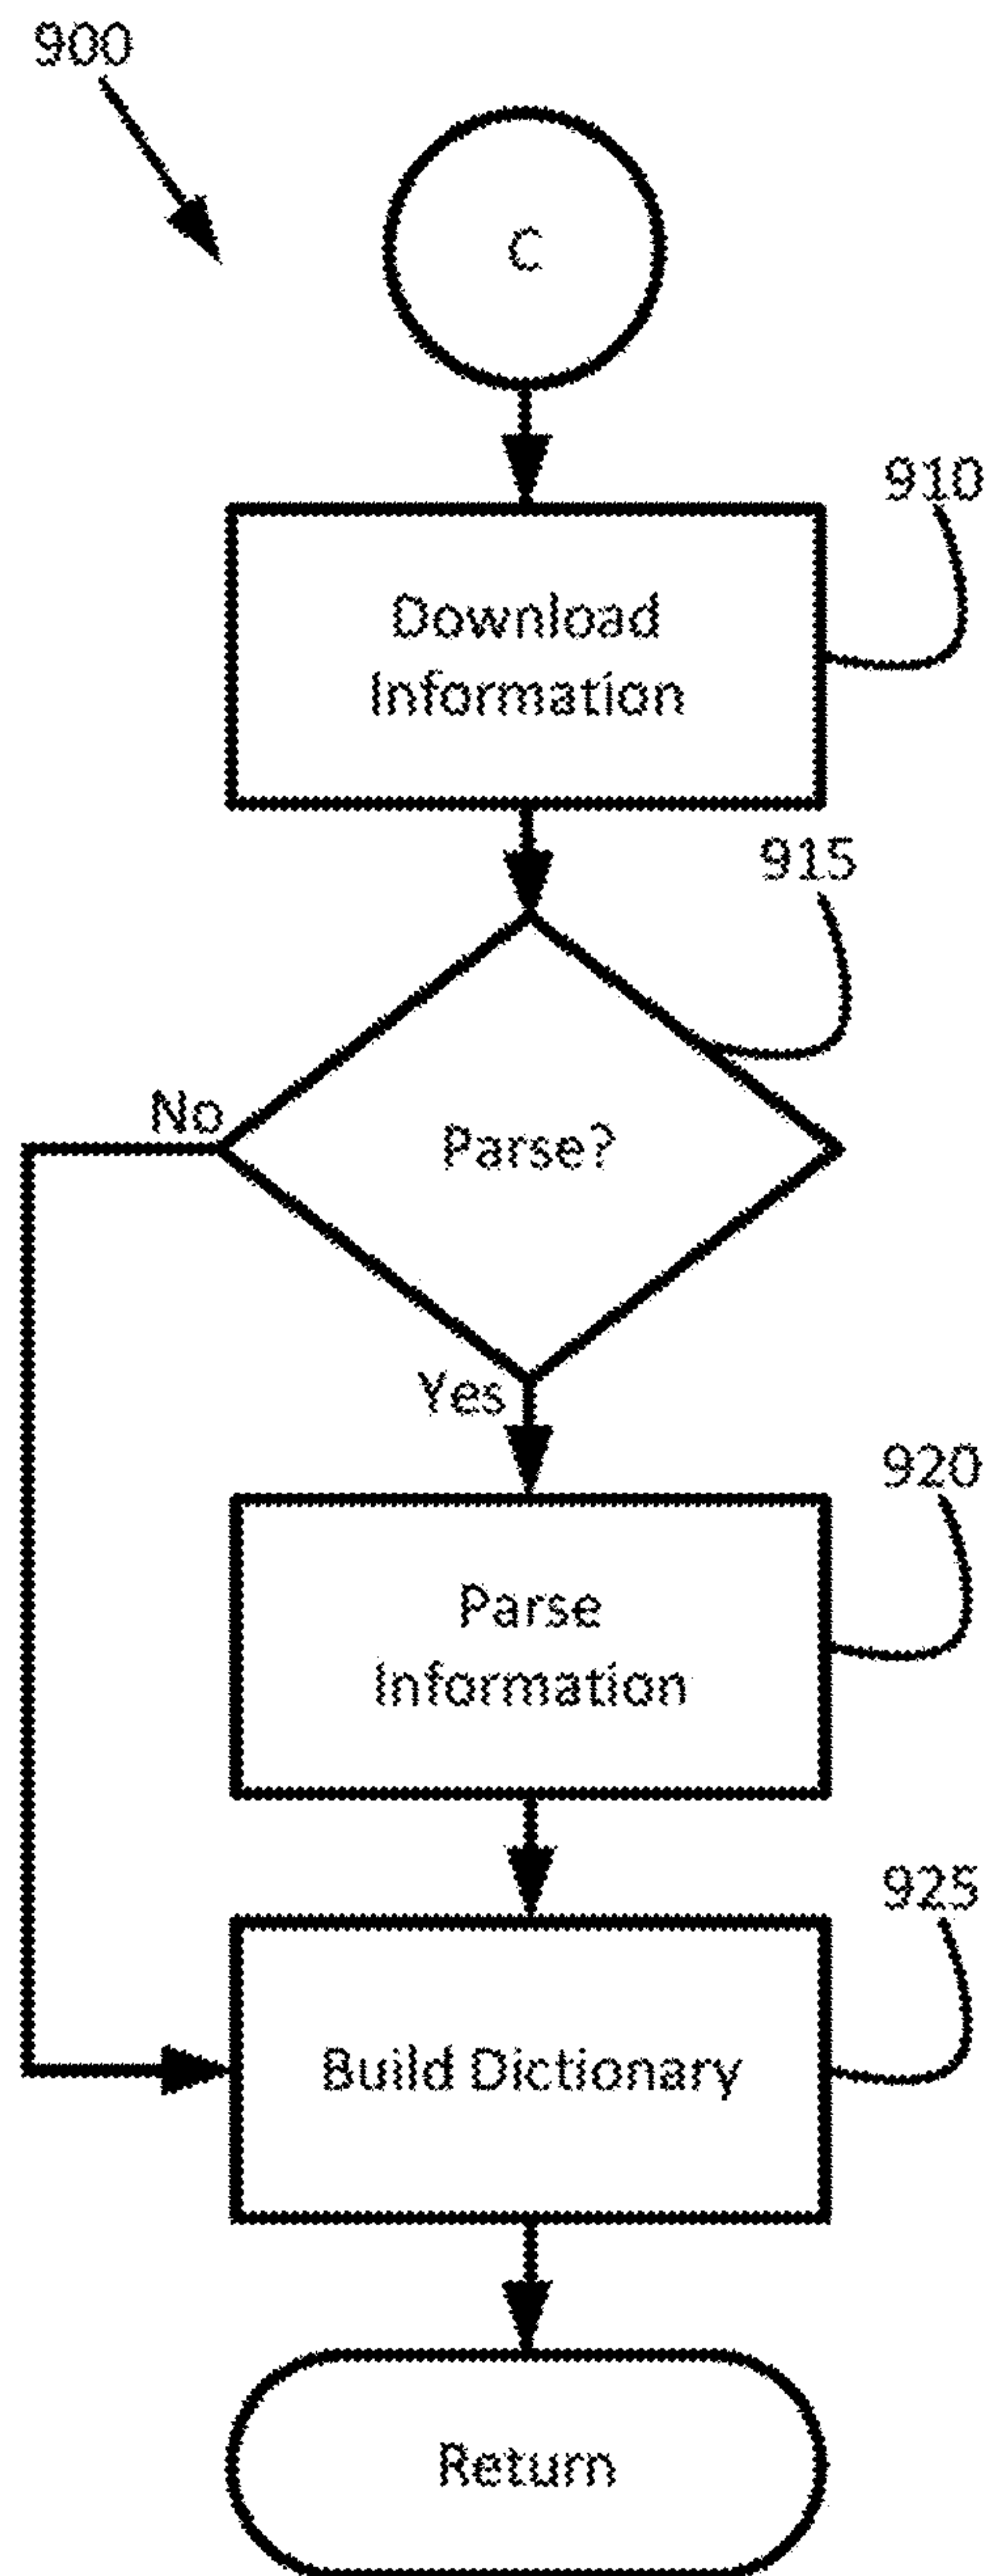 900
C
910
Download
Information
915
No
Parse?
Yes
920
Parse
Information
925
Build Dictionary
Return